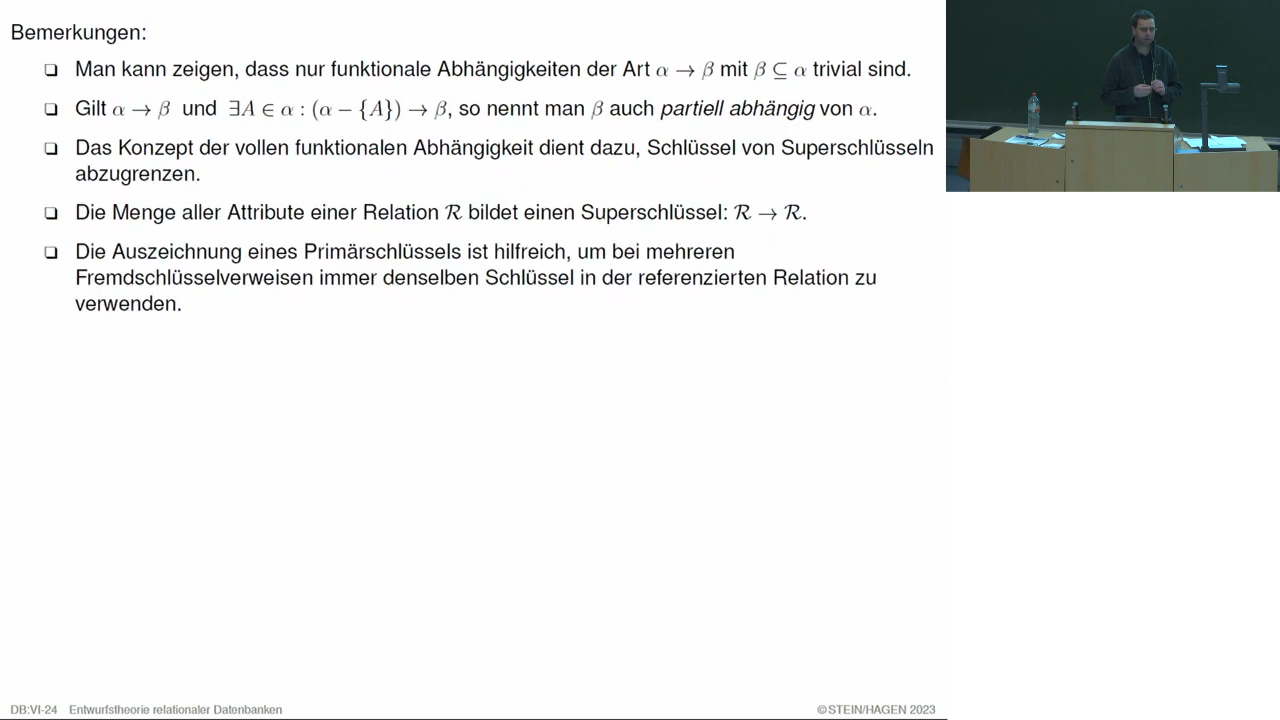 Bemerkungen:
❑ Man kann zeigen, dass nur funktionale Abhängigkeiten der Art α → β mit β ⊆ α trivial sind.
❑ Gilt α → β und ∃A ∈ α : (α − {A}) → β, so nennt man β auch partiell abhängig von α.
❑ Das Konzept der vollen funktionalen Abhängigkeit dient dazu, Schlüssel von Superschlüsseln
abzugrenzen.
❑ Die Menge aller Attribute einer Relation ℛ bildet einen Superschlüssel: ℛ → ℛ.
❑ Die Auszeichnung eines Primärschlüssels ist hilfreich, um bei mehreren
Fremdschlüsselverweisen immer denselben Schlüssel in der referenzierten Relation zu
verwenden.
DB:VI-24 Entwurfstheorie relationaler Datenbanken ©STEIN/HAGEN 2023